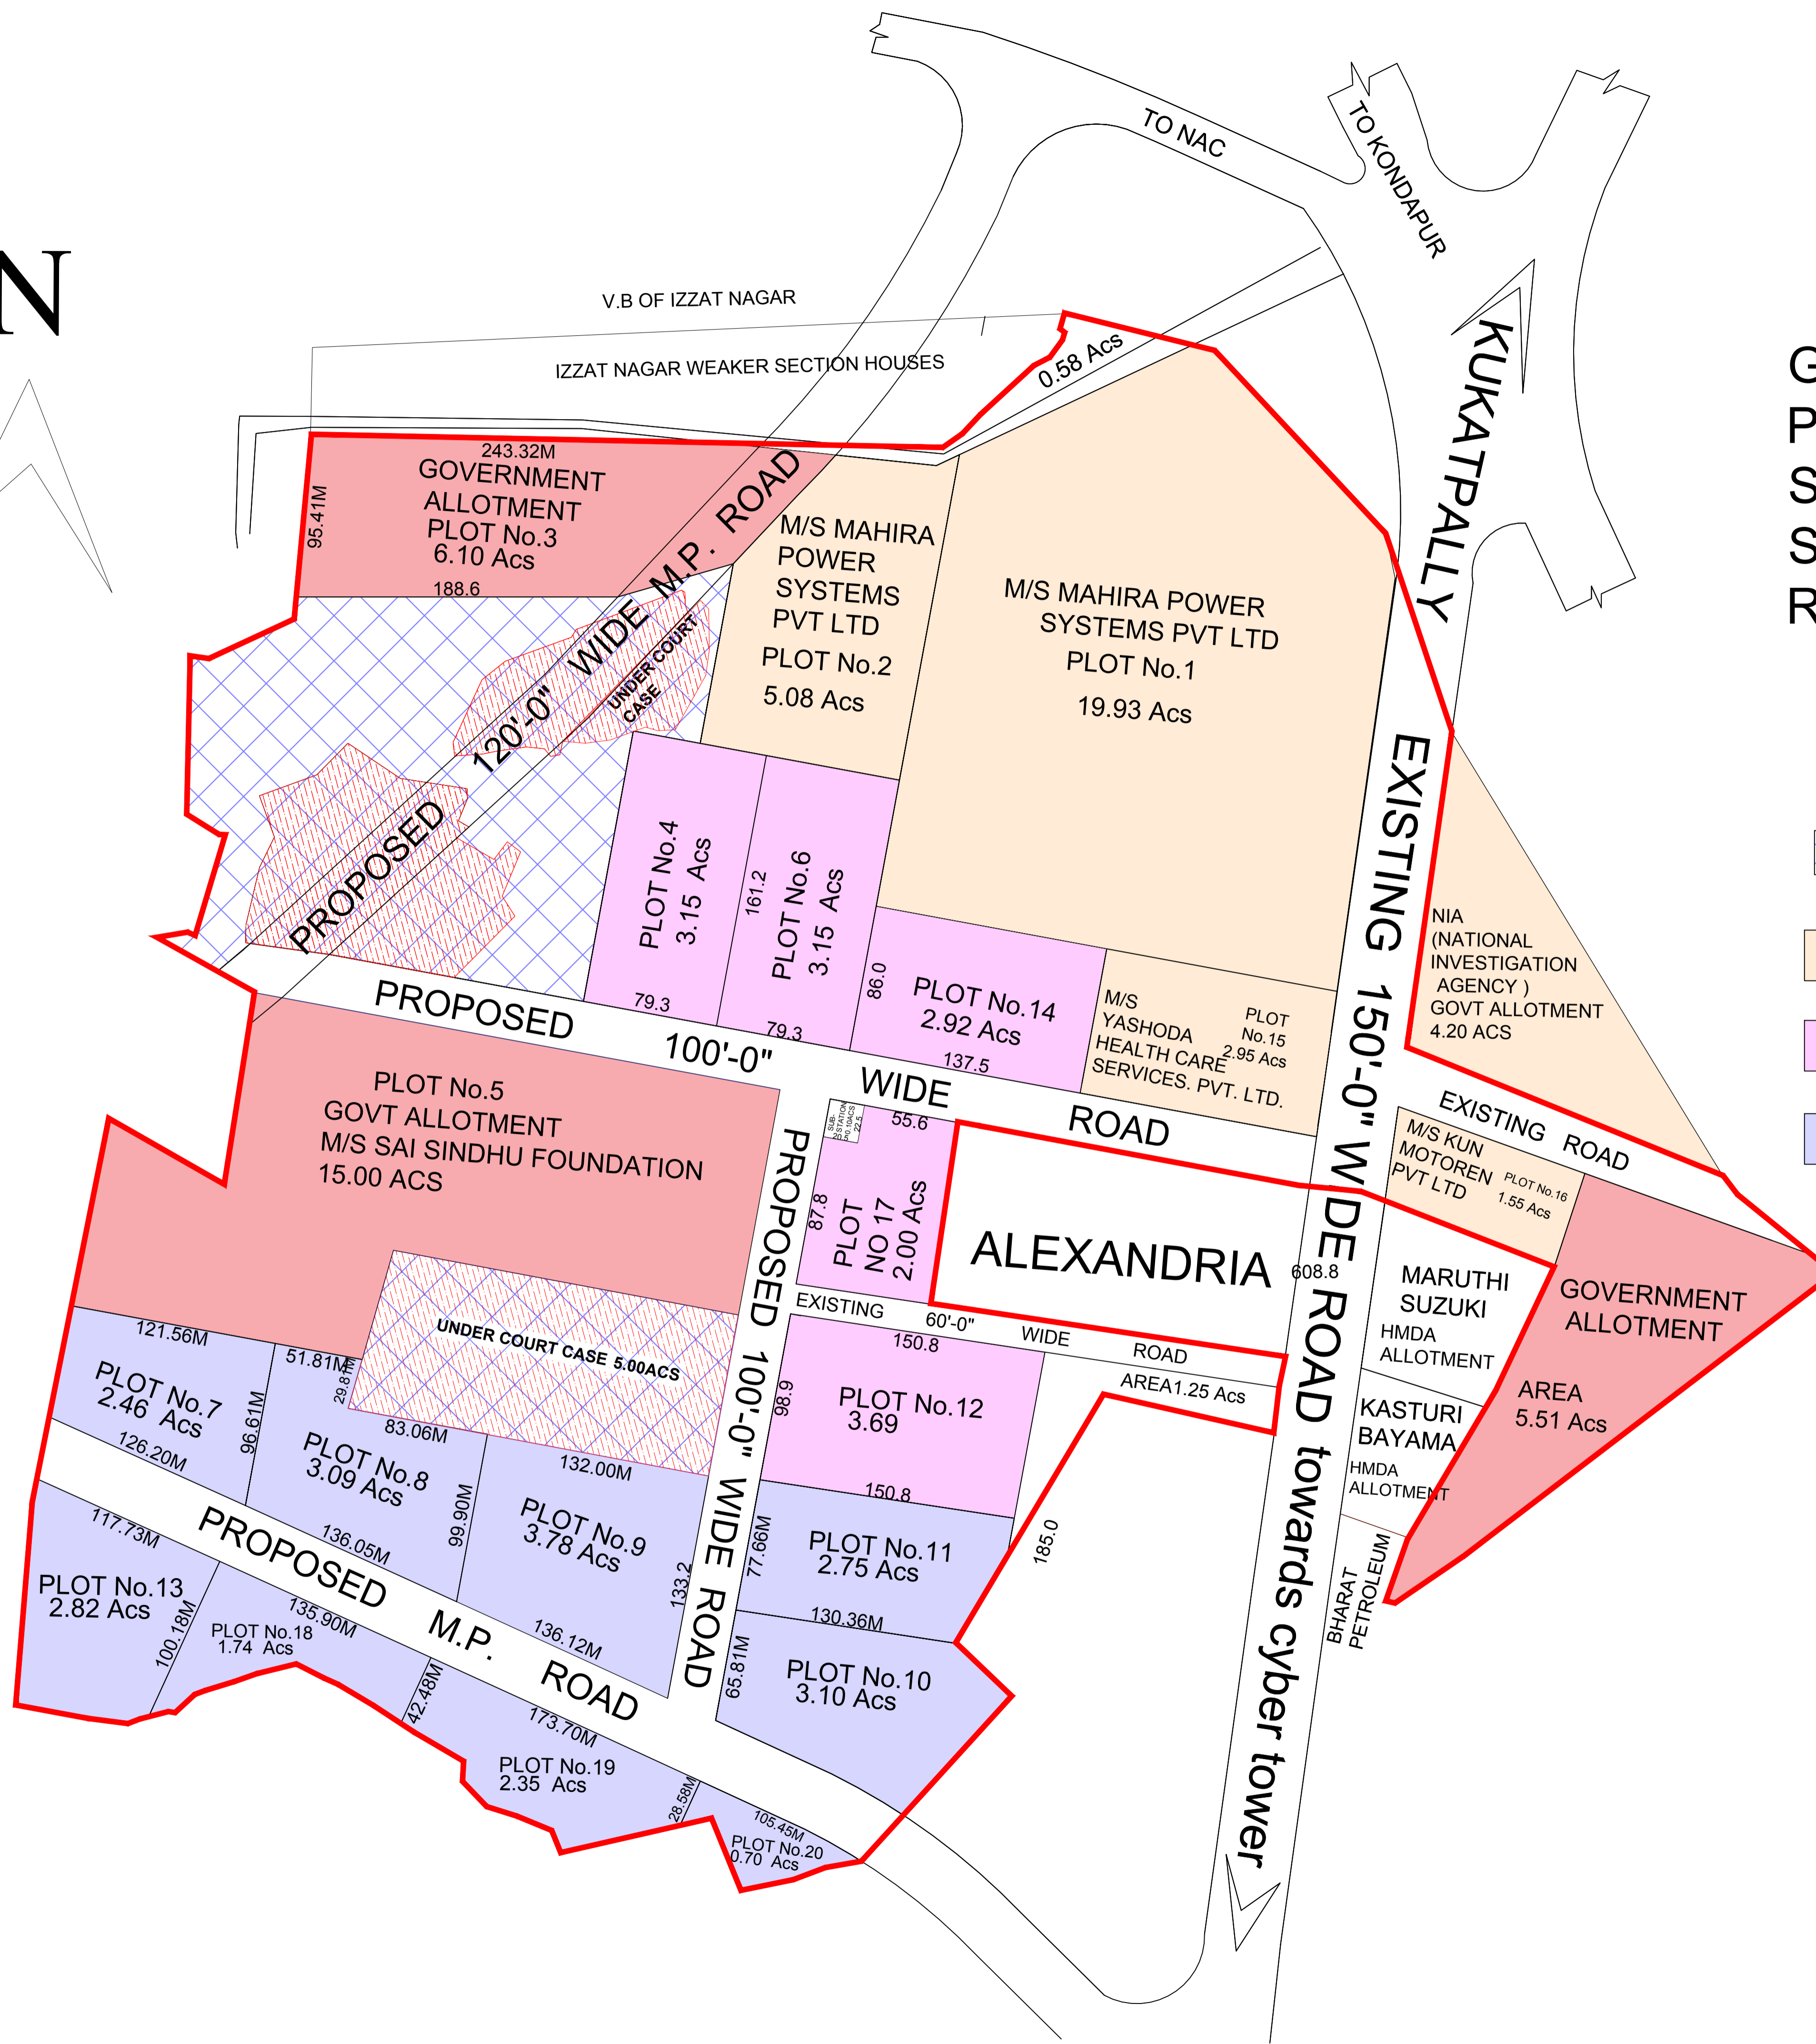 N
TO NAC
TO KONDAPUR
KUKATPALLY
V.B OF IZZAT NAGAR
IZZAT NAGAR WEAKER SECTION HOUSES
0.58 Acs
G
P
S
S
R
243.32M
GOVERNMENT
ALLOTMENT
PLOT No.3
6.10 Acs
95.41M
188.6
PROPOSED 120'-0" WIDE M.P. ROAD
UNDER COURT
CASE
M/S MAHIRA
POWER
SYSTEMS
PVT LTD
PLOT No.2
5.08 Acs
M/S MAHIRA POWER
SYSTEMS PVT LTD
PLOT No.1
19.93 Acs
PLOT No.4
3.15 Acs
79.3
161.2
PLOT No.6
3.15 Acs
79.3
86.0
PLOT No.14
2.92 Acs
137.5
M/S
YASHODA
HEALTH CARE
SERVICES. PVT. LTD.
PLOT
No.15
2.95 Acs
EXISTING 150'-0" WIDE ROAD towards cyber tower
NIA
(NATIONAL
INVESTIGATION
AGENCY )
GOVT ALLOTMENT
4.20 ACS
PROPOSED 100'-0" WIDE ROAD
EXISTING ROAD
M/S KUN
MOTOREN
PVT LTD
PLOT No.16
1.55 Acs
PLOT No.5
GOVT ALLOTMENT
M/S SAI SINDHU FOUNDATION
15.00 ACS
PROPOSED 100'-0" WIDE ROAD
SUB-
STATION
0.10ACS
22.5
55.6
87.8
PLOT
NO 17
2.00 Acs
ALEXANDRIA
608.8
MARUTHI
SUZUKI
HMDA
ALLOTMENT
GOVERNMENT
ALLOTMENT
AREA
5.51 Acs
KASTURI
BAYAMA
HMDA
ALLOTMENT
BHARAT
PETROLEUM
EXISTING 60'-0" WIDE ROAD
AREA1.25 Acs
UNDER COURT CASE 5.00ACS
121.56M
51.81M
29.81M
PLOT No.7
2.46 Acs
96.61M
126.20M
83.06M
PLOT No.8
3.09 Acs
136.05M
99.90M
132.00M
PLOT No.9
3.78 Acs
133.2
136.12M
150.8
98.9
PLOT No.12
3.69
150.8
185.0
77.66M
PLOT No.11
2.75 Acs
130.36M
65.81M
PLOT No.10
3.10 Acs
PROPOSED M.P. ROAD
117.73M
PLOT No.13
2.82 Acs
100.18M
135.90M
PLOT No.18
1.74 Acs
42.48M
173.70M
PLOT No.19
2.35 Acs
28.58M
105.45M
PLOT No.20
0.70 Acs